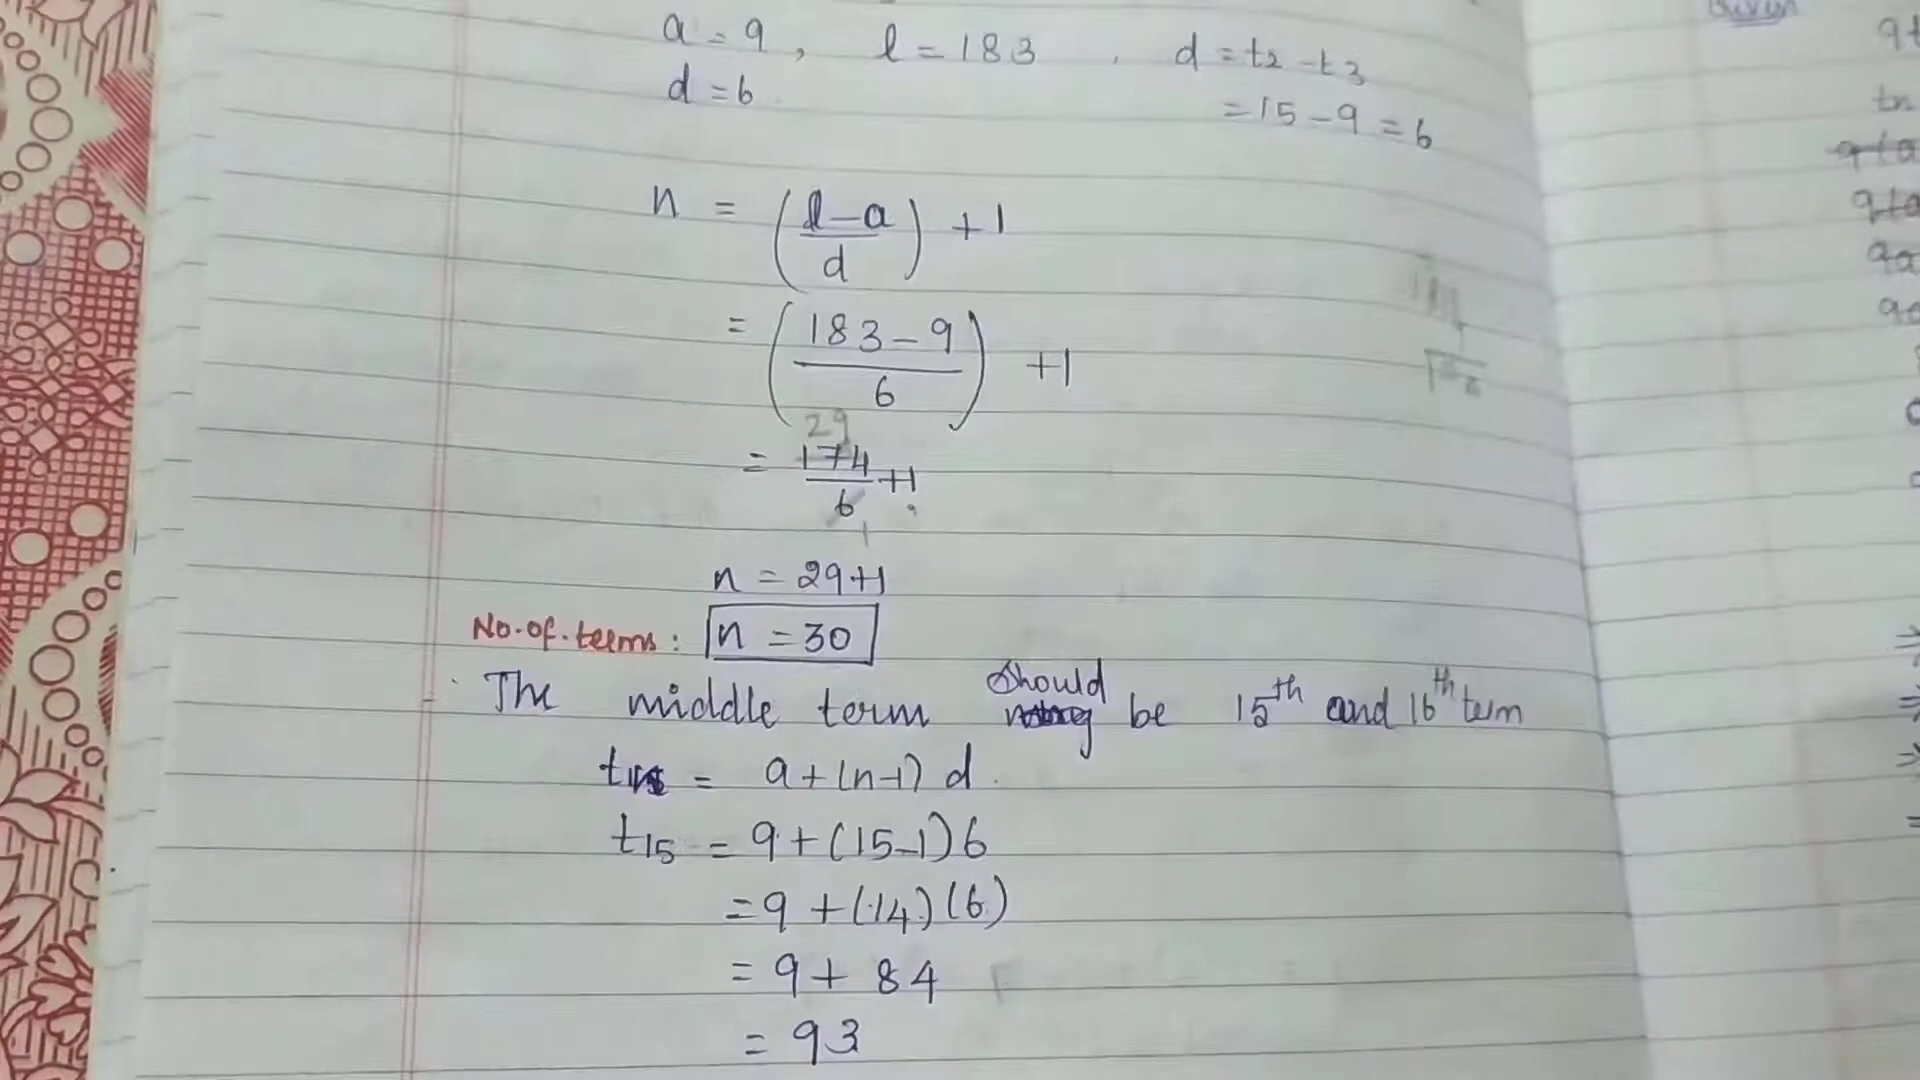 a = 9, l = 183, d = t2 - t3
d = 6 = 15 - 9 = 6
n = (l-a/d) + 1
= (183-9/6) + 1
29
= 174/6 + 1
n = 29+1
No.of.terms: n = 30
The middle term should be 15th and 16th term
= a+(n-1) d.
t15 = 9+(15-1)6
= 9 + (14) (6)
= 9 + 84
= 93